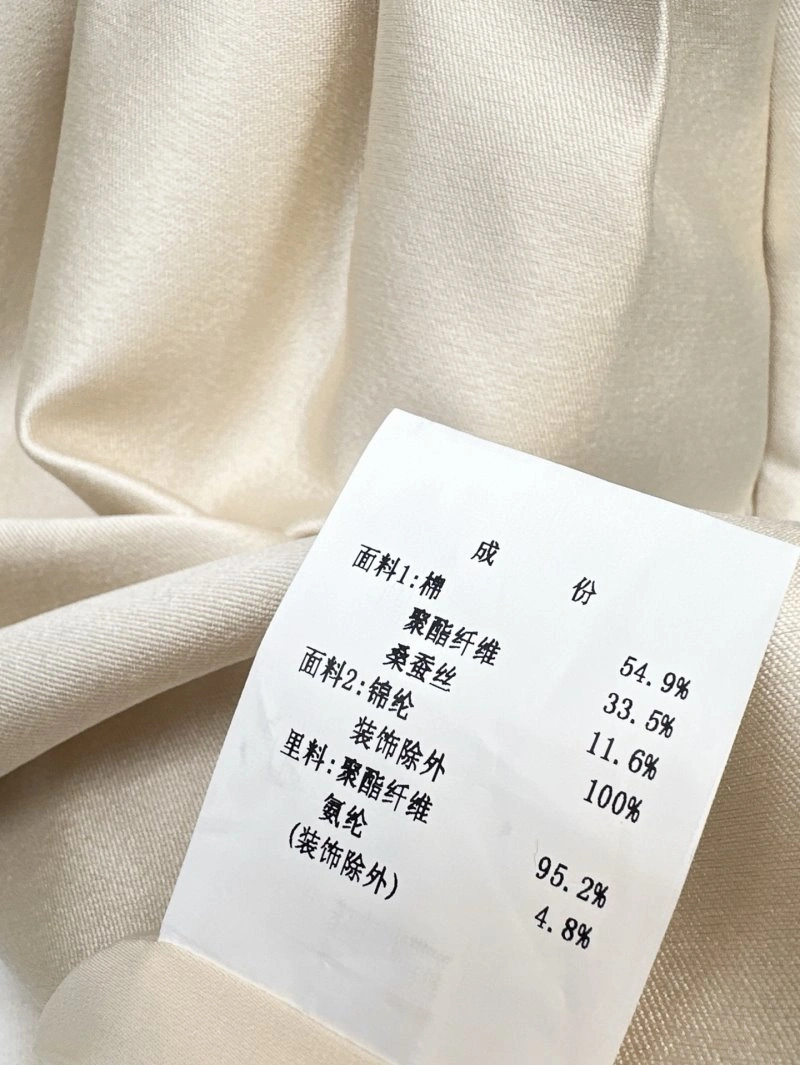 成 份
面料1:棉 54.9%
聚酯纤维 33.5%
桑蚕丝 11.6%
面料2:锦纶 100%
装饰除外
里料:聚酯纤维 95.2%
氨纶 4.8%
(装饰除外)